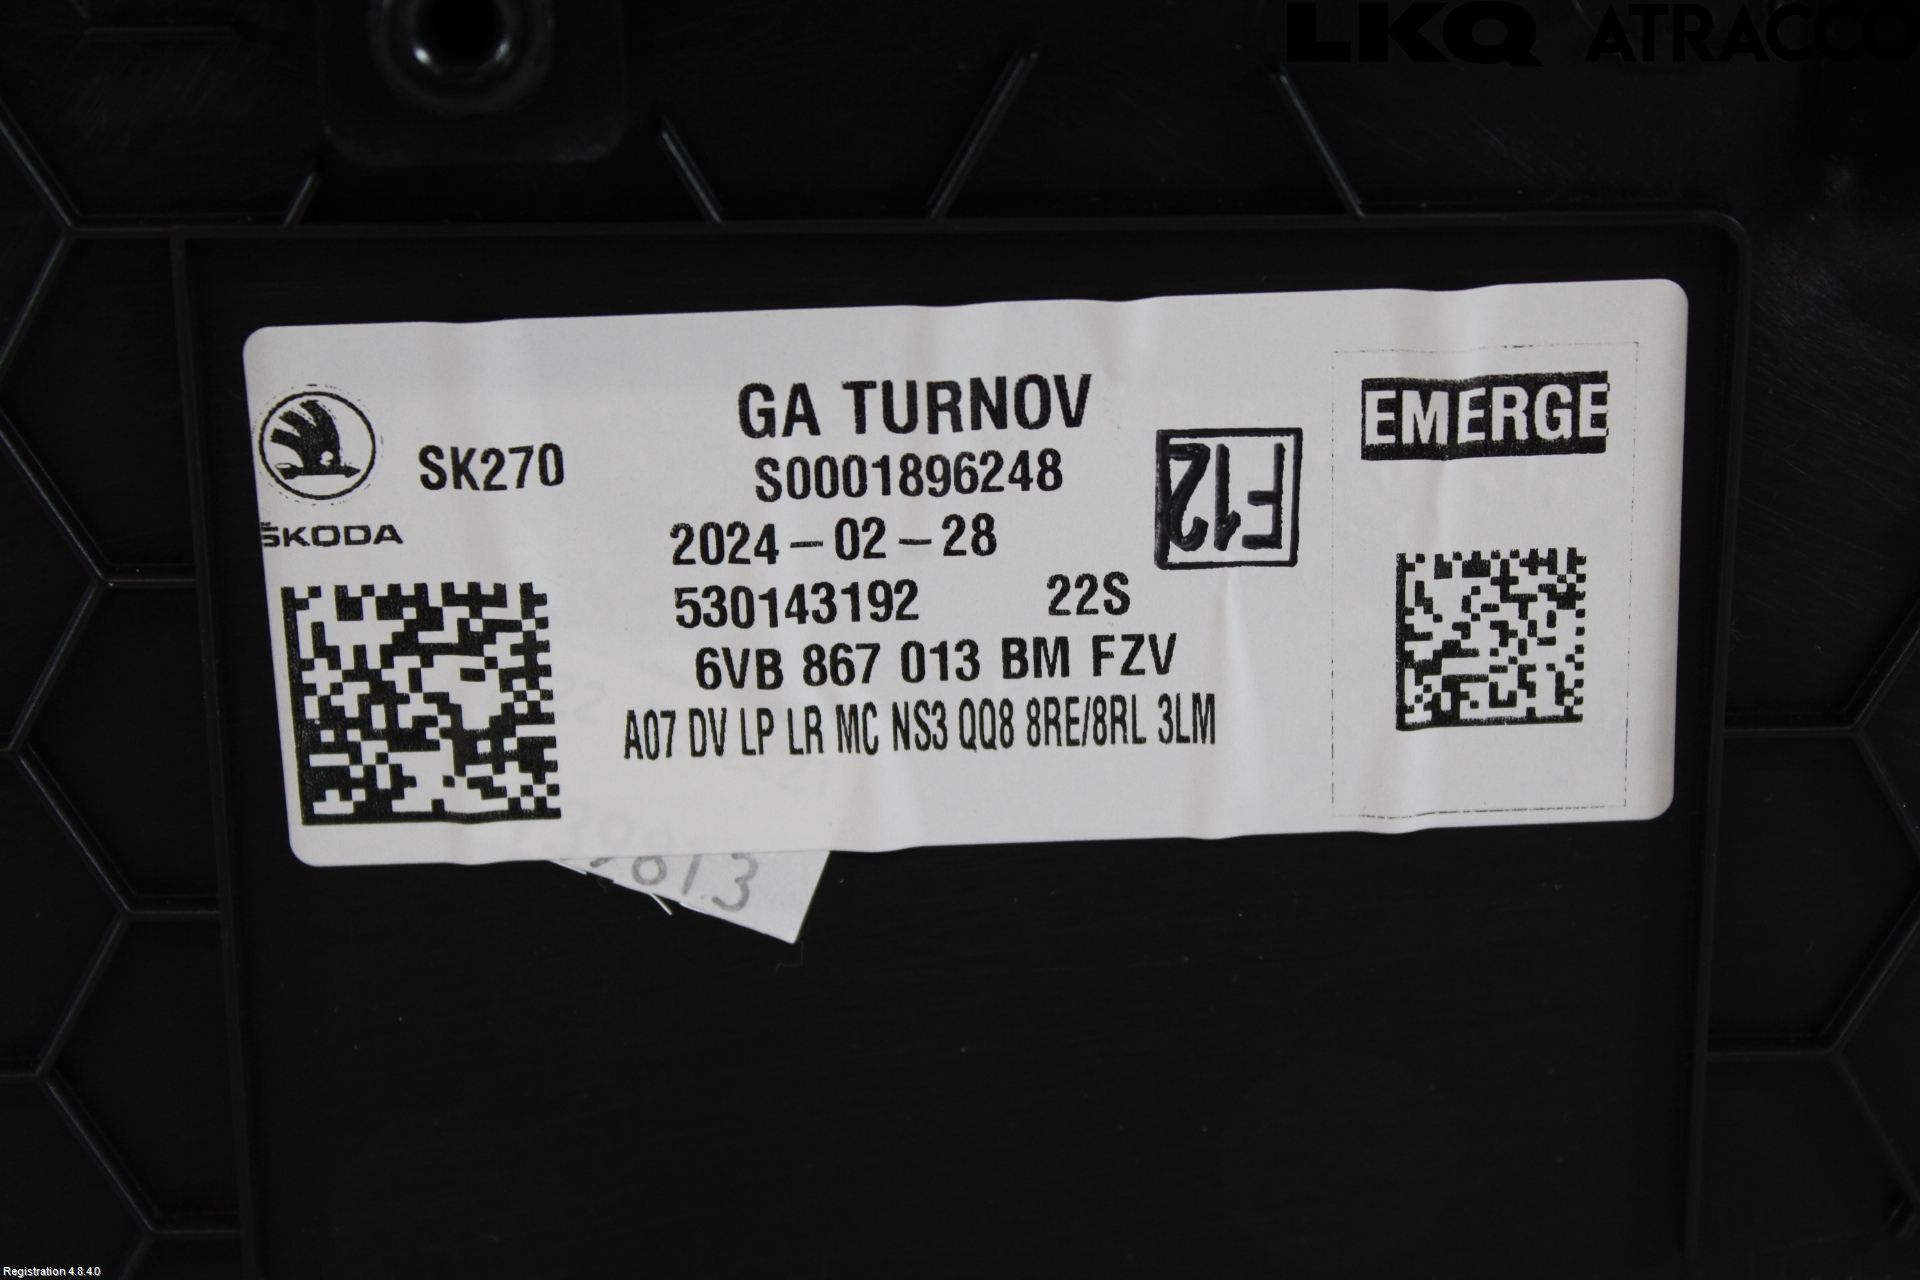 LKQ ATRACCO
EMERGE
GA TURNOV
SK270
S0001896248
F12
ŠKODA
2024-02-28
530143192 22S
6VB 867 013 BM FZV
A07 DV LP LR MC NS3 QQ8 8RE/8RL 3LM
Registration 4.8.4.0